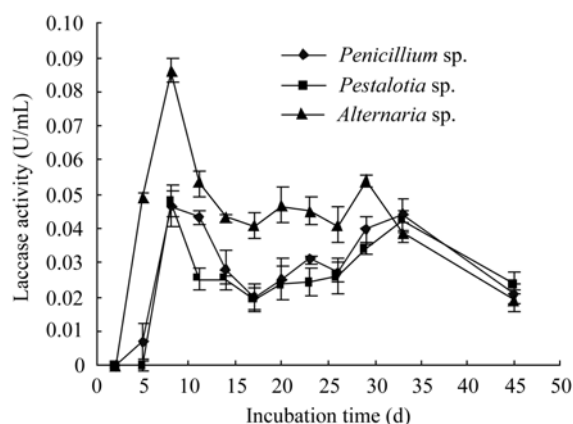 Laccase activity (U/mL)
0.10
0.09
0.08
0.07
0.06
0.05
0.04
0.03
0.02
0.01
0
Penicillium sp.
Pestalotia sp.
Alternaria sp.
0 5 10 15 20 25 30 35 40 45 50
Incubation time (d)